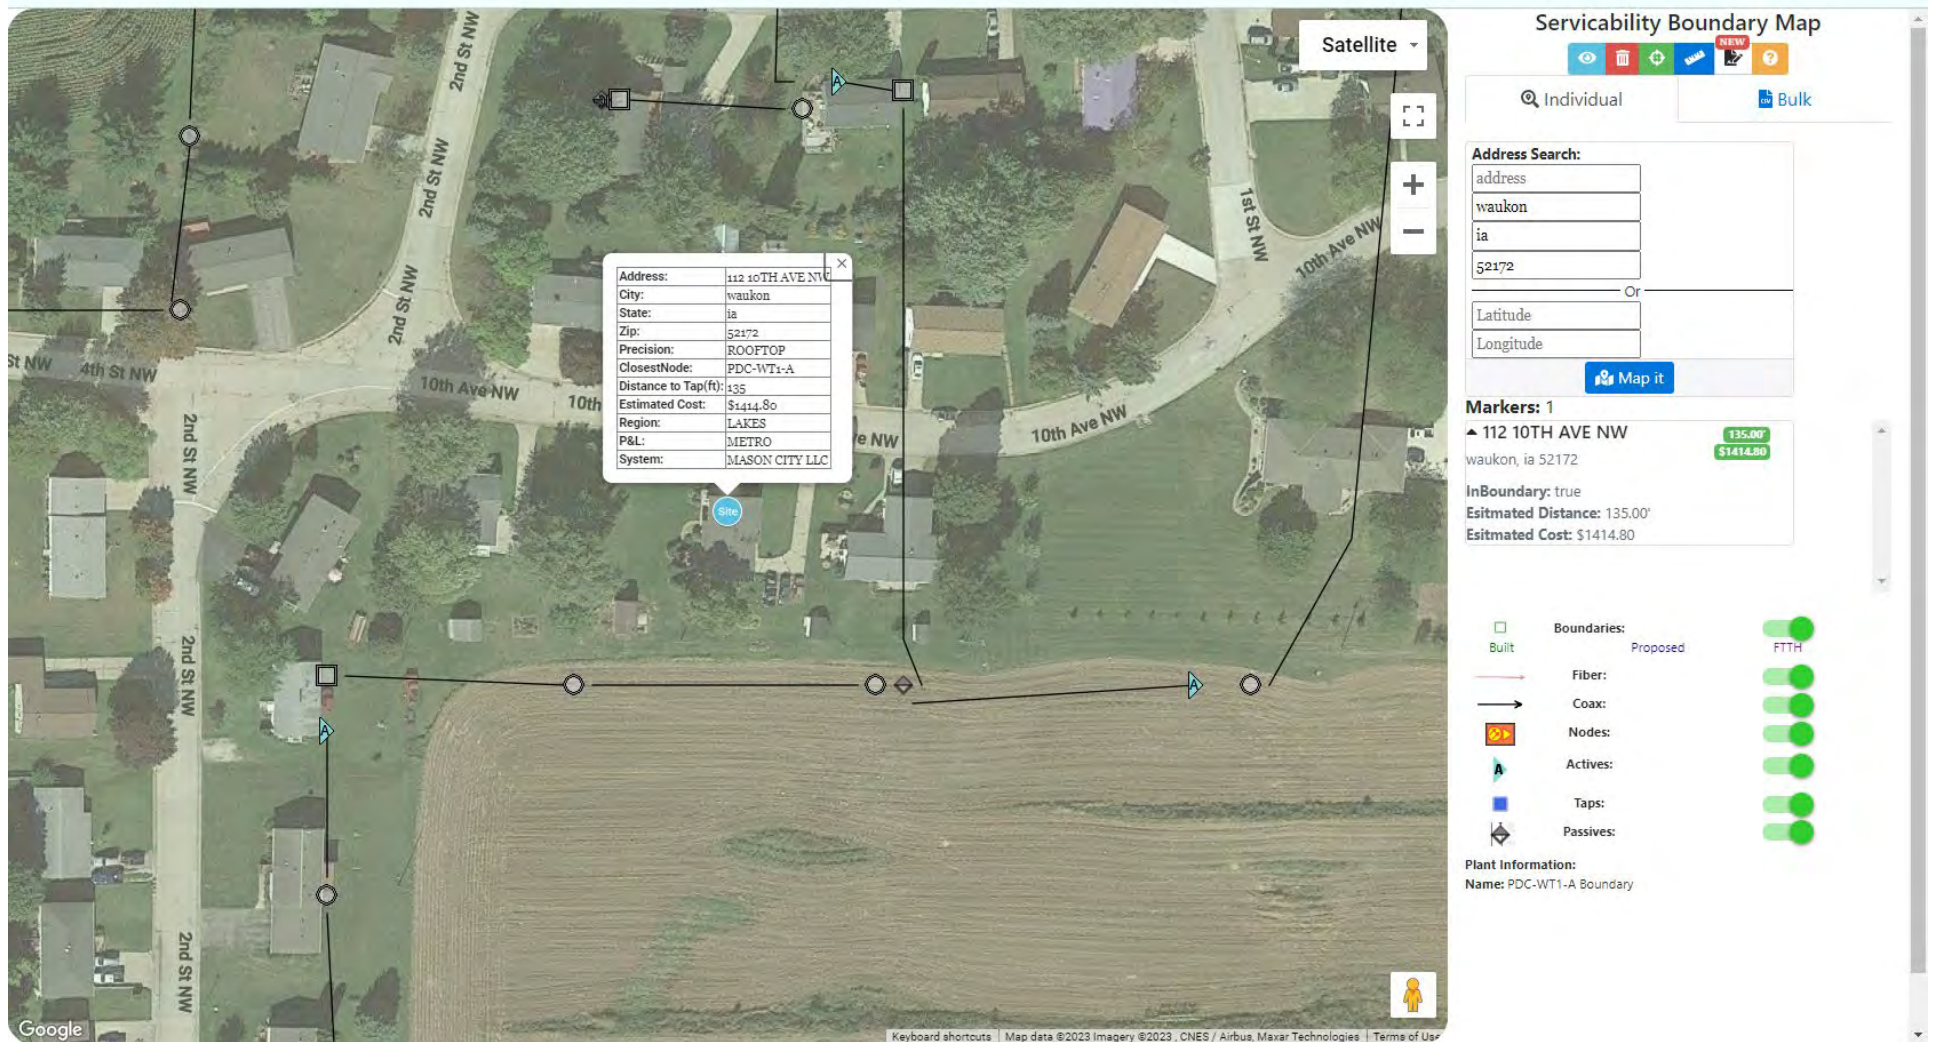 Servicability Boundary Map
NEW
Individual
Bulk
Address Search:
address
waukon
ia
52172
Or
Latitude
Longitude
Map it
Markers: 1
112 10TH AVE NW
135.00'
$1414.80
waukon, ia 52172
InBoundary: true
Esitmated Distance: 135.00'
Esitmated Cost: $1414.80
Boundaries:
Built
Proposed
FTTH
Fiber:
Coax:
Nodes:
A
Actives:
Taps:
Passives:
Plant Information:
Name: PDC-WT1-A Boundary
Satellite
2nd St NW
2nd St NW
2nd St NW
2nd St NW
2nd St NW
2nd St NW
2nd St NW
1st St NW
10th Ave NW
St NW
4th St NW
10th Ave NW
10th
ve NW
10th Ave NW
A
A
A
Address: 112 10TH AVE NW
City: waukon
State: ia
Zip: 52172
Precision: ROOFTOP
ClosestNode: PDC-WT1-A
Distance to Tap(ft): 135
Estimated Cost: $1414.80
Region: LAKES
P&L: METRO
System: MASON CITY LLC
Site
Google
Keyboard shortcuts
Map data ©2023 Imagery ©2023 , CNES / Airbus, Maxar Technologies
Terms of Use